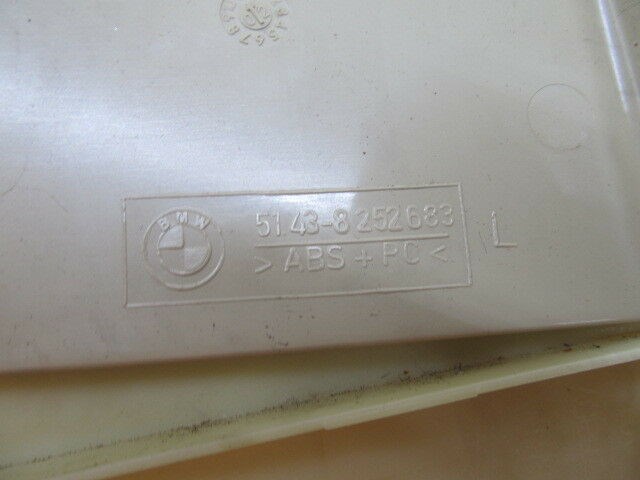 BMW
51 43-8 252 683
> ABS + PC <
L